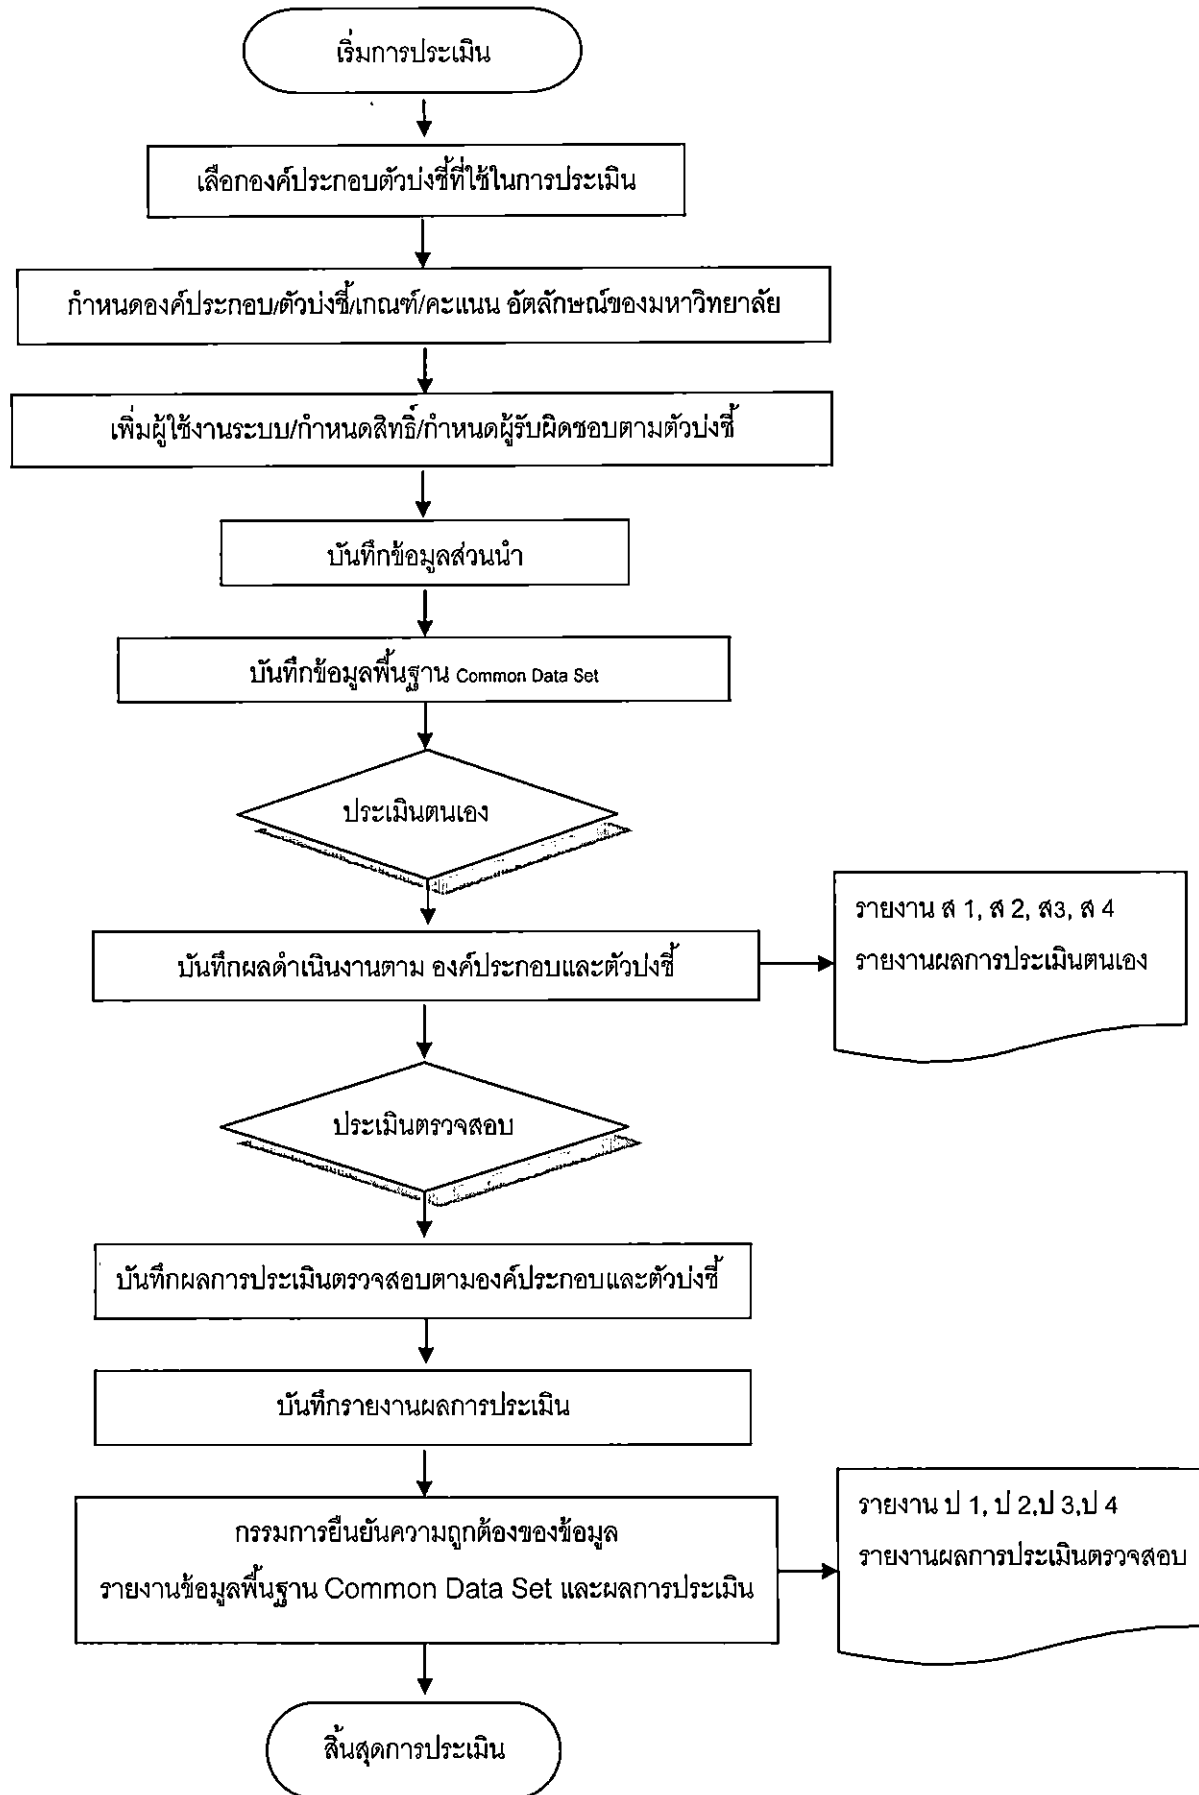 เริ่มการประเมิน
เลือกองค์ประกอบตัวบ่งชี้ที่ใช้ในการประเมิน
กำหนดองค์ประกอบ/ตัวบ่งชี้/เกณฑ์/คะแนน อัตลักษณ์ของมหาวิทยาลัย
เพิ่มผู้ใช้งานระบบ/กำหนดสิทธิ์/กำหนดผู้รับผิดชอบตามตัวบ่งชี้
บันทึกข้อมูลส่วนนำ
บันทึกข้อมูลพื้นฐาน Common Data Set
ประเมินตนเอง
บันทึกผลดำเนินงานตาม องค์ประกอบและตัวบ่งชี้
รายงาน ส 1, ส 2, ส3, ส 4
รายงานผลการประเมินตนเอง
ประเมินตรวจสอบ
บันทึกผลการประเมินตรวจสอบตามองค์ประกอบและตัวบ่งชี้
บันทึกรายงานผลการประเมิน
กรรมการยืนยันความถูกต้องของข้อมูล
รายงานข้อมูลพื้นฐาน Common Data Set และผลการประเมิน
รายงาน ป 1, ป 2,ป 3,ป 4
รายงานผลการประเมินตรวจสอบ
สิ้นสุดการประเมิน